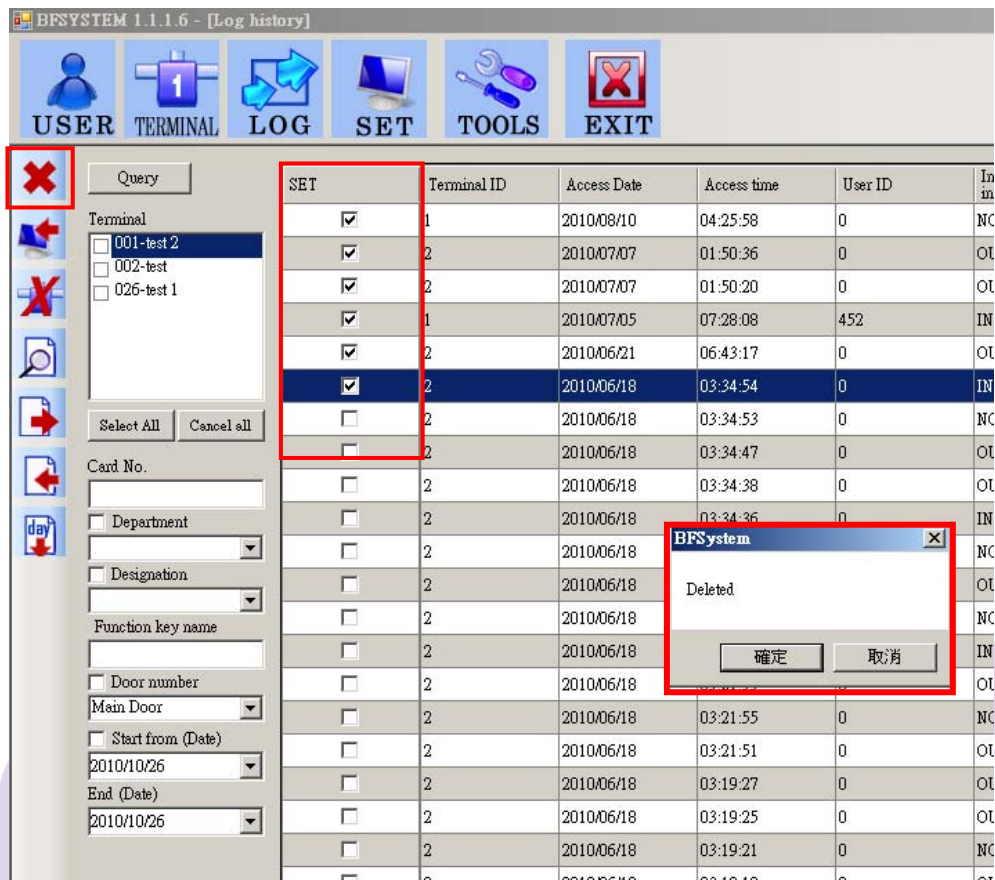 BFSYSTEM 1.1.1.6 - [Log history]
USER TERMINAL 1 LOG SET TOOLS EXIT
Query
Terminal
001-test 2
002-test
026-test 1
Select All Cancel all
Card No.
Department
Designation
Function key name
Door number
Main Door
Start from (Date)
2010/10/26
End (Date)
2010/10/26
day
SET Terminal ID Access Date Access time User ID
1 2010/08/10 04:25:58 0
2 2010/07/07 01:50:36 0
2 2010/07/07 01:50:20 0
1 2010/07/05 07:28:08 452 IN
2 2010/06/21 06:43:17 0
2 2010/06/18 03:34:54 0 IN
2 2010/06/18 03:34:53 0
2 2010/06/18 03:34:47 0
2 2010/06/18 03:34:38 0
2 2010/06/18 03:34:36 0 IN
2 2010/06/18
2 2010/06/18
2 2010/06/18
2 2010/06/18 IN
2 2010/06/18
2 2010/06/18 03:21:55 0
2 2010/06/18 03:21:51 0
2 2010/06/18 03:19:27 0
2 2010/06/18 03:19:25 0
2 2010/06/18 03:19:21 0
BFSystem
Deleted
確定 取消